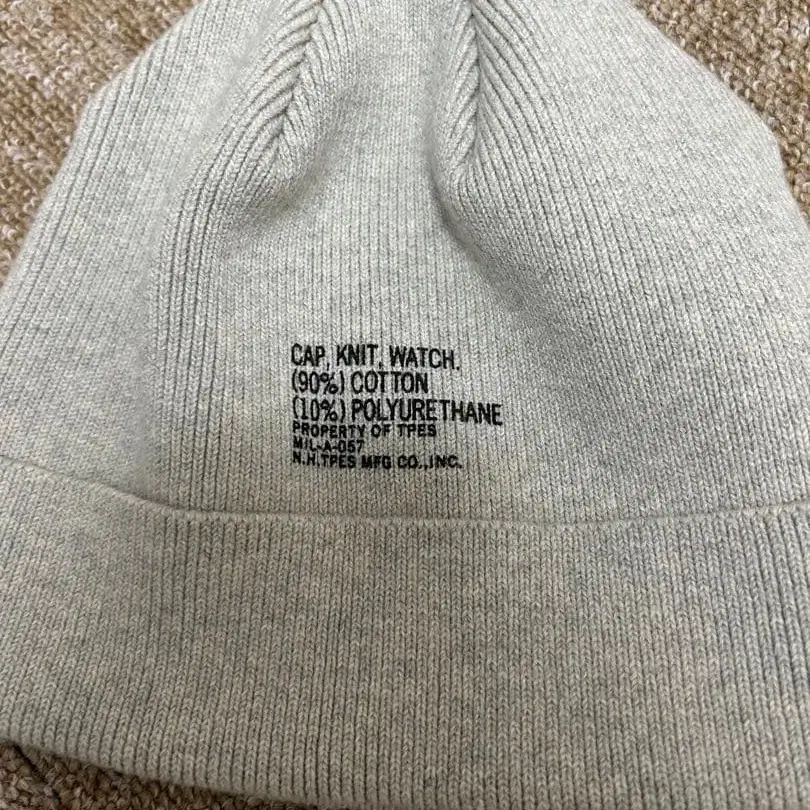 CAP, KNIT, WATCH.
(90%) COTTON
(10%) POLYURETHANE
PROPERTY OF TPES
MIL-A-057
N.H.TPES MFG CO.,INC.